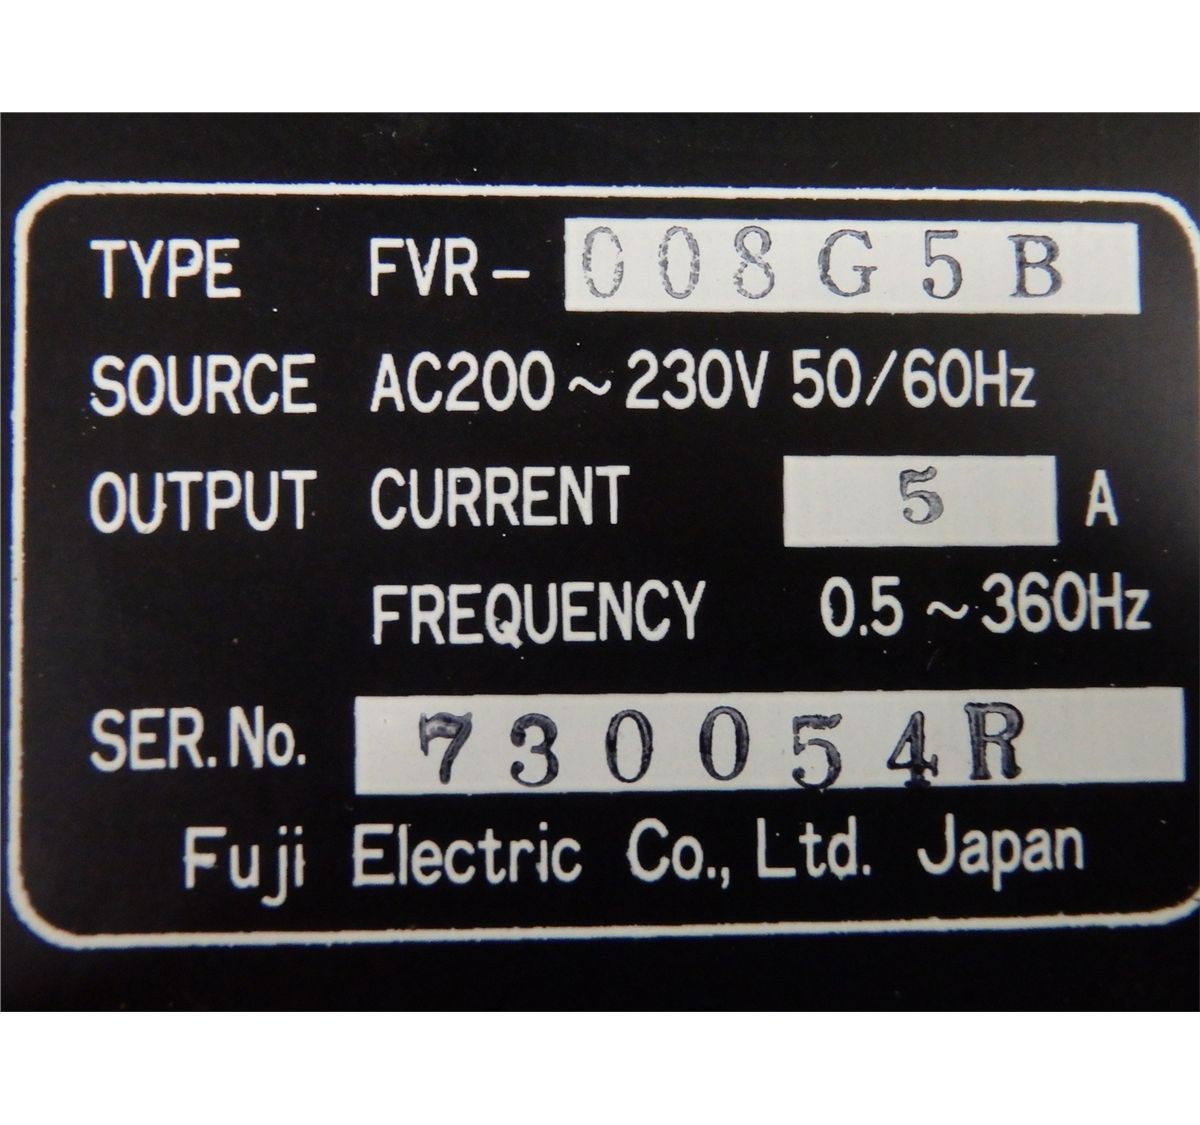 TYPE FVR-008G5B
SOURCE AC200~230V 50/60Hz
OUTPUT CURRENT 5 A
FREQUENCY 0.5~360Hz
SER.No. 730054R
Fuji Electric Co., Ltd. Japan